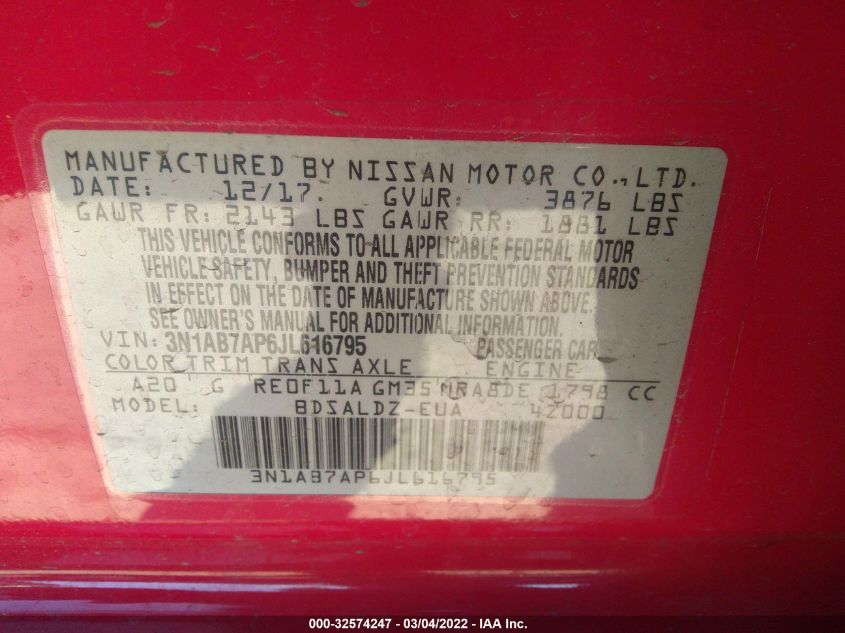 MANUFACTURED BY NISSAN MOTOR CO., LTD.
DATE: 12/17. GVWR: 3876 LBS
GAWR FR: 2143 LBS GAWR RR: 1881 LBS
THIS VEHICLE CONFORMS TO ALL APPLICABLE FEDERAL MOTOR
VEHICLE SAFETY, BUMPER AND THEFT PREVENTION STANDARDS
IN EFFECT ON THE DATE OF MANUFACTURE SHOWN ABOVE.
SEE OWNER'S MANUAL FOR ADDITIONAL INFORMATION.
VIN: 3N1AB7AP6JL616795 PASSENGER CAR
COLOR TRIM TRANS AXLE ENGINE
A20 G RE0F11A GM35 MRA8DE 1798 CC
MODEL: BDSALDZ-EUA 4Z000
3N1AB7AP6JL616795
000-32574247 - 03/04/2022 - IAA Inc.